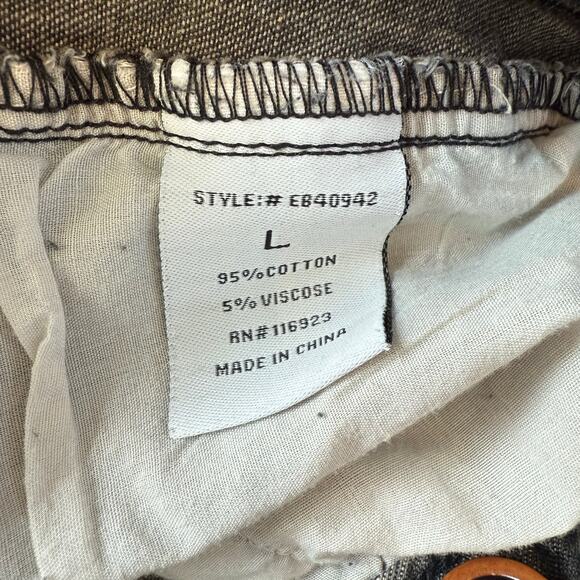 STYLE:# EB40942
L
95%COTTON
5% VISCOSE
RN#116923
MADE IN CHINA